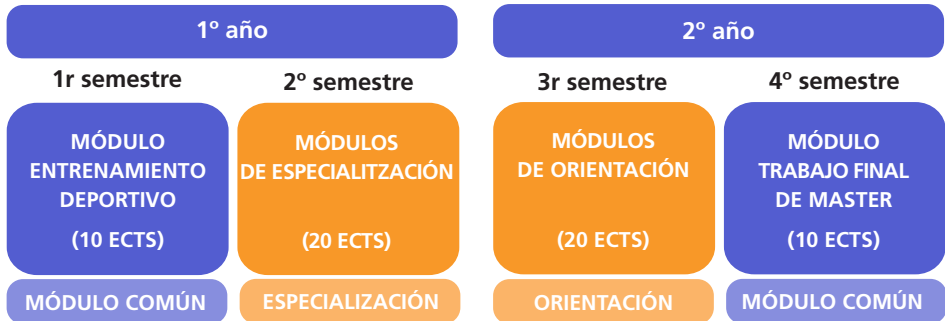 1º año
2º año
1r semestre
2º semestre
3r semestre
4º semestre
MÓDULO
ENTRENAMIENTO
DEPORTIVO
(10 ECTS)
MÓDULOS
DE ESPECIALITZACIÓN
(20 ECTS)
MÓDULOS
DE ORIENTACIÓN
(20 ECTS)
MÓDULO
TRABAJO FINAL
DE MASTER
(10 ECTS)
MÓDULO COMÚN
ESPECIALIZACIÓN
ORIENTACIÓN
MÓDULO COMÚN